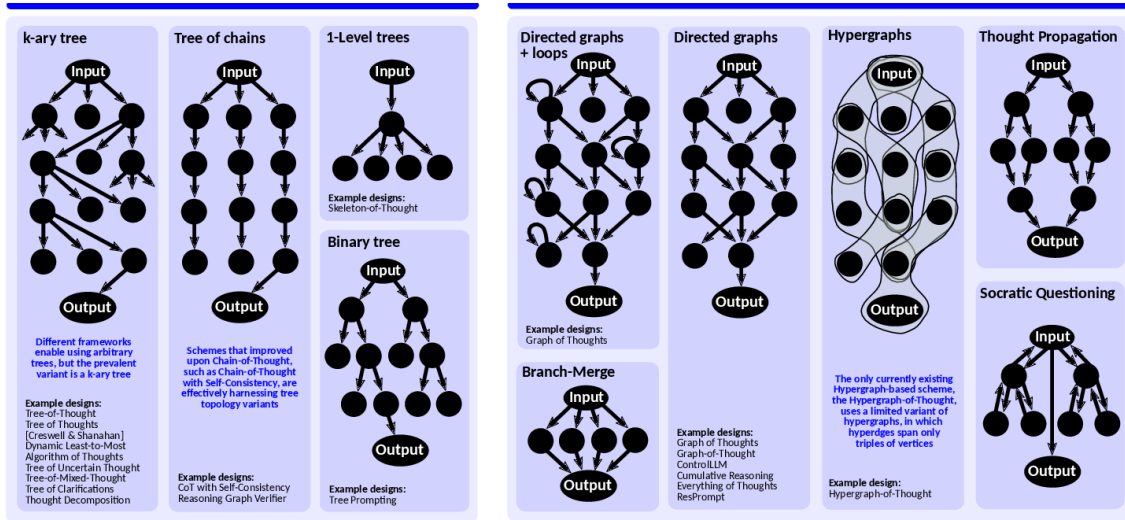 k-ary tree
Input
Output
Different frameworks
enable using arbitrary
trees, but the prevalent
variant is a k-ary tree
Example designs:
Tree-of-Thought
Tree of Thoughts
[Creswell & Shanahan]
Dynamic Least-to-Most
Algorithm of Thoughts
Tree of Uncertain Thought
Tree-of-Mixed-Thought
Tree of Clarifications
Thought Decomposition
Tree of chains
Input
Output
Schemes that improved
upon Chain-of-Thought,
such as Chain-of-Thought
with Self-Consistency, are
effectively harnessing tree
topology variants
Example designs:
CoT with Self-Consistency
Reasoning Graph Verifier
1-Level trees
Input
Example designs:
Skeleton-of-Thought
Binary tree
Input
Output
Example designs:
Tree Prompting
Directed graphs
+ loops
Input
Output
Example designs:
Graph of Thoughts
Branch-Merge
Input
Output
Directed graphs
Input
Output
Example designs:
Graph of Thoughts
Graph-of-Thought
ControlLLM
Cumulative Reasoning
Everything of Thoughts
ResPrompt
Hypergraphs
Input
Output
The only currently existing
Hypergraph-based scheme,
the Hypergraph-of-Thought,
uses a limited variant of
hypergraphs, in which
hyperdges span only
triples of vertices
Example design:
Hypergraph-of-Thought
Thought Propagation
Input
Output
Socratic Questioning
Input
Output